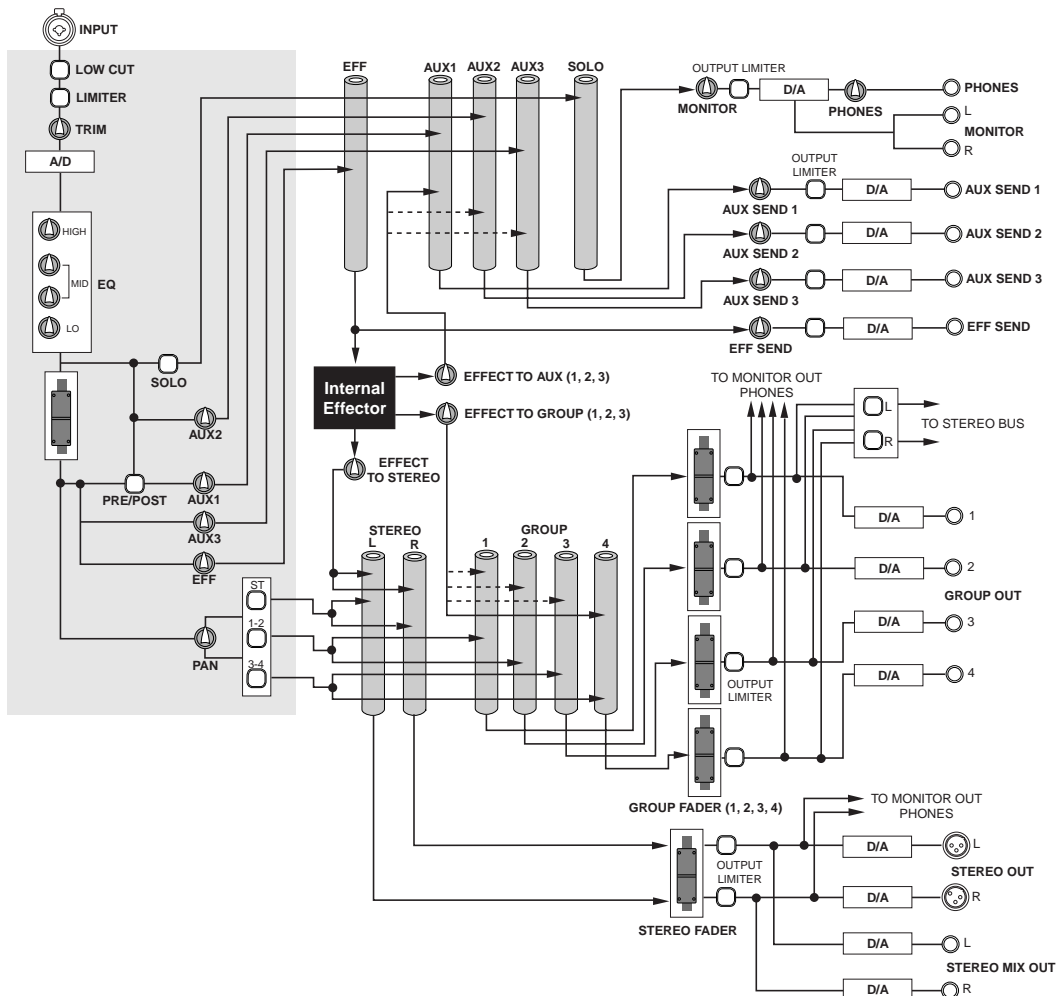 INPUT
LOW CUT
LIMITER
TRIM
A/D
HIGH
MID
EQ
LO
SOLO
AUX2
PRE/POST
AUX1
AUX3
EFF
PAN
ST
1-2
3-4
EFF
AUX1
AUX2
AUX3
SOLO
OUTPUT LIMITER
MONITOR
D/A
PHONES
PHONES
L
MONITOR
R
OUTPUT
LIMITER
AUX SEND 1
D/A
AUX SEND 1
AUX SEND 2
D/A
AUX SEND 2
AUX SEND 3
D/A
AUX SEND 3
EFF SEND
D/A
EFF SEND
Internal
Effector
EFFECT TO AUX (1, 2, 3)
EFFECT TO GROUP (1, 2, 3)
EFFECT
TO STEREO
TO MONITOR OUT
PHONES
L
R
TO STEREO BUS
STEREO
L
R
GROUP
1
2
3
4
D/A
1
D/A
2
GROUP OUT
D/A
3
D/A
4
OUTPUT
LIMITER
GROUP FADER (1, 2, 3, 4)
TO MONITOR OUT
PHONES
OUTPUT
LIMITER
STEREO FADER
D/A
L
STEREO OUT
D/A
R
D/A
L
STEREO MIX OUT
D/A
R